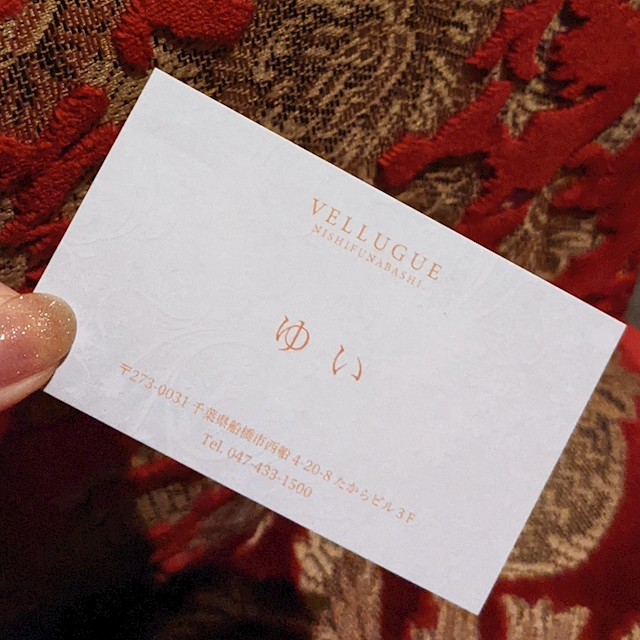 VELLUGUE
NISHIFUNABASHI
ゆい
〒273-0031 千葉県船橋市西船 4-20-8 たからビル 3F
Tel. 047-433-1500